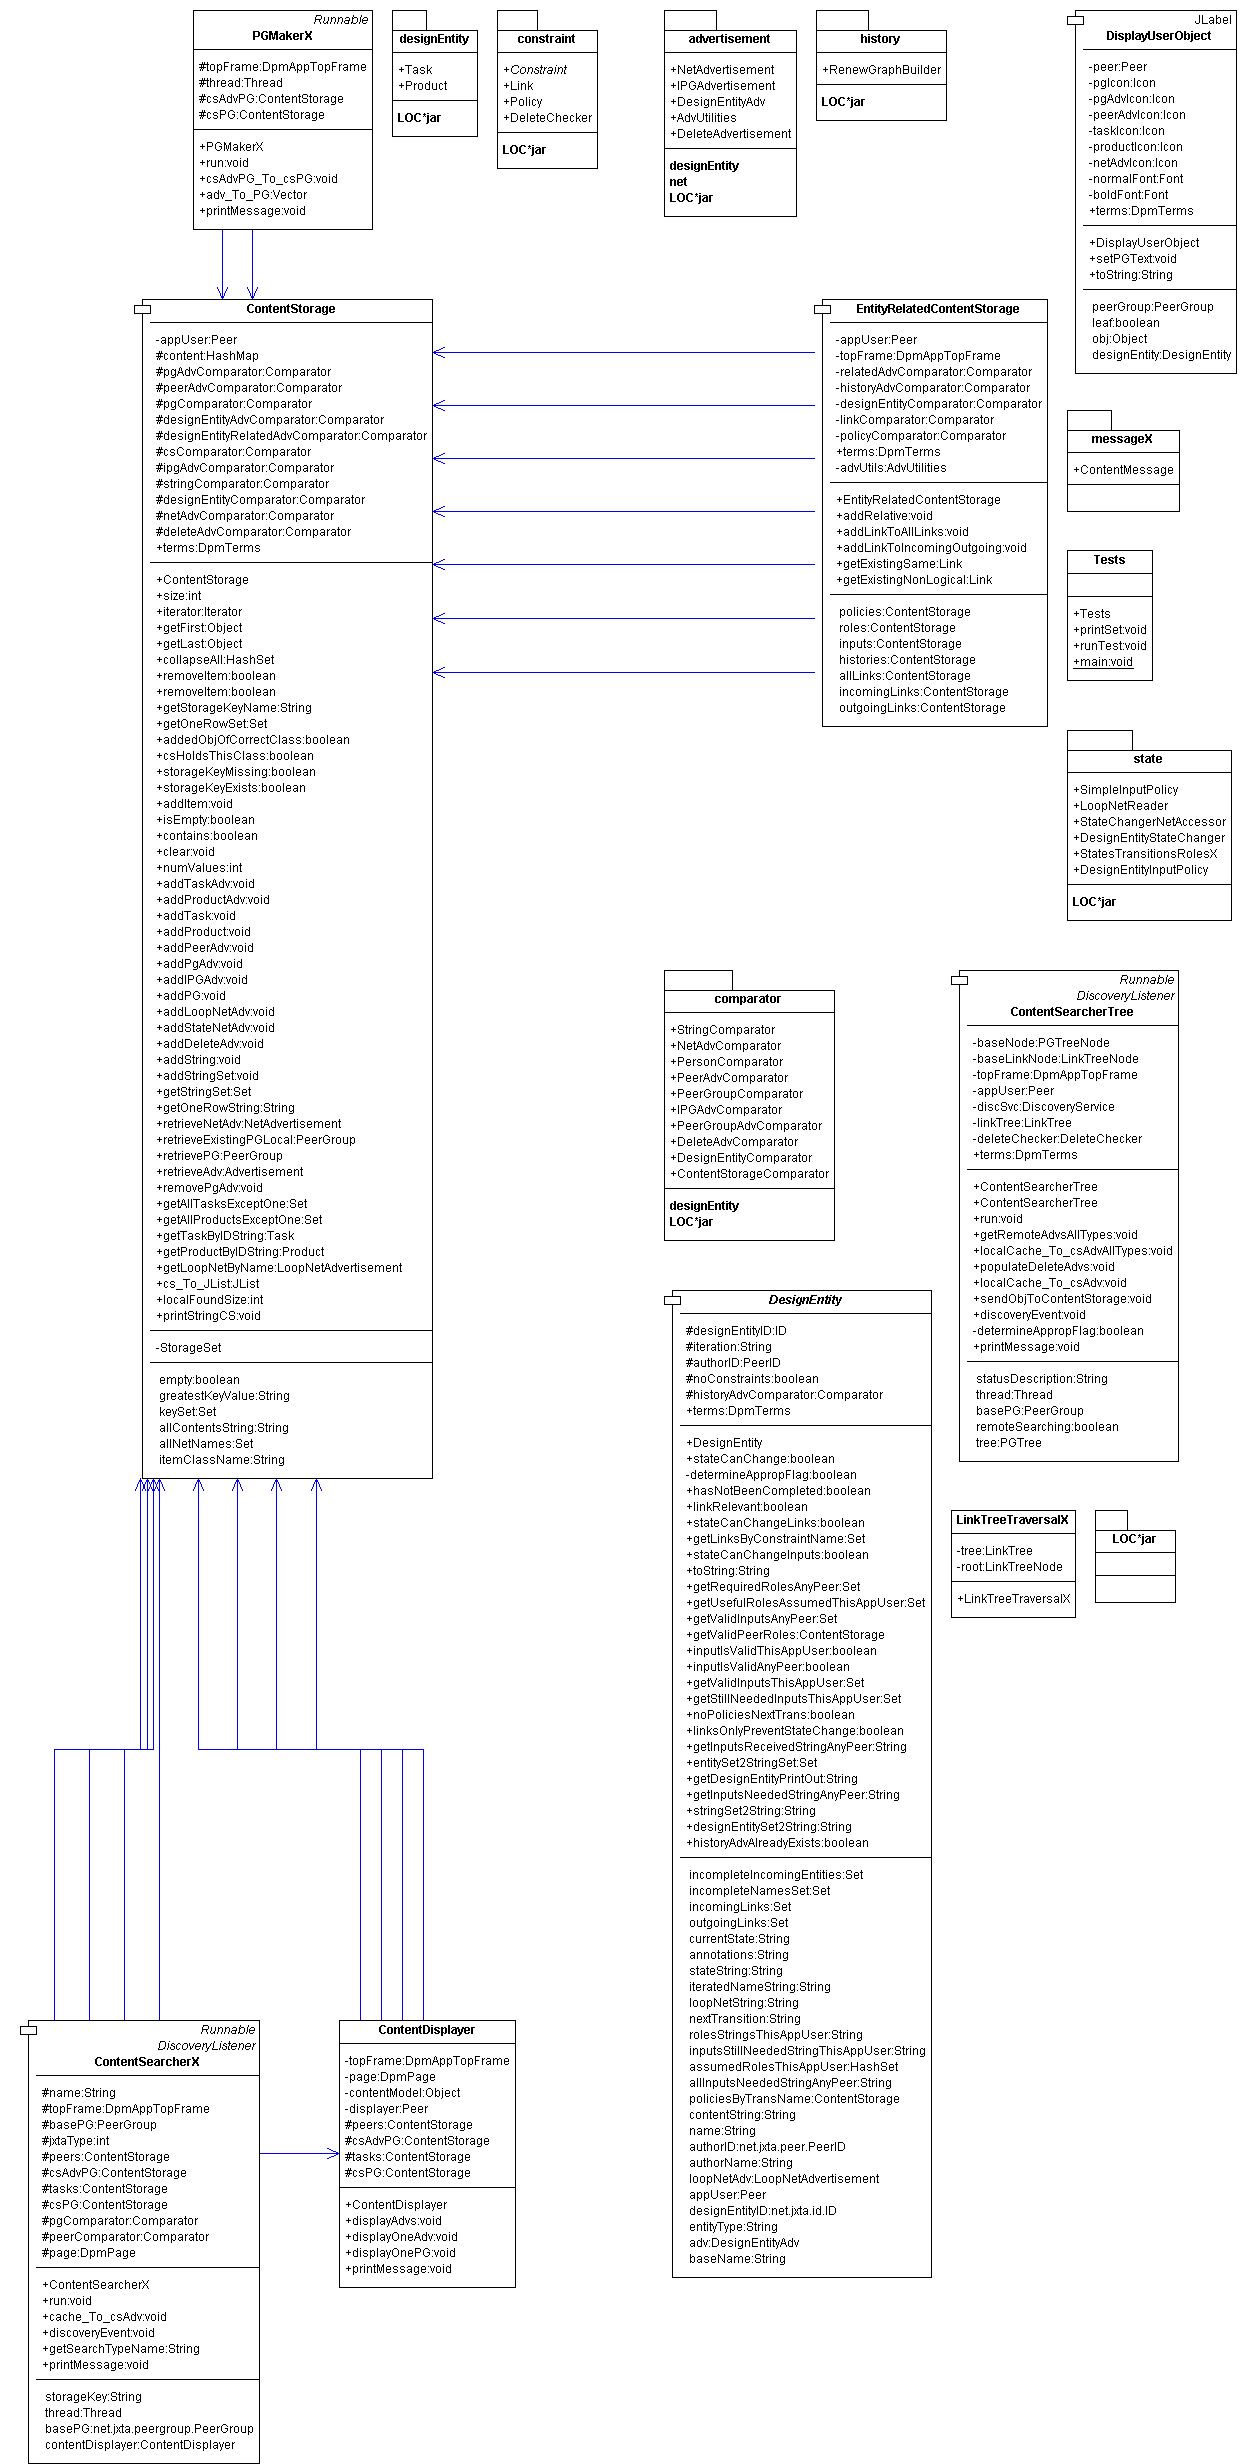 Runnable
PGMakerX
#topFrame:DpmAppTopFrame
#thread:Thread
#csAdvPG:ContentStorage
#csPG:ContentStorage
+PGMakerX
+run:void
+csAdvPG_To_csPG:void
+adv_To_PG:Vector
+printMessage:void
designEntity
+Task
+Product
LOC*jar
constraint
+Constraint
+Link
+Policy
+DeleteChecker
LOC*jar
advertisement
+NetAdvertisement
+IPGAdvertisement
+DesignEntityAdv
+AdvUtilities
+DeleteAdvertisement
designEntity
net
LOC*jar
history
+RenewGraphBuilder
LOC*jar
JLabel
DisplayUserObject
-peer:Peer
-pgIcon:Icon
-pgAdvIcon:Icon
-peerAdvIcon:Icon
-taskIcon:Icon
-productIcon:Icon
-netAdvIcon:Icon
-normalFont:Font
-boldFont:Font
+terms:DpmTerms
+DisplayUserObject
+setPGText:void
+toString:String
peerGroup:PeerGroup
leaf:boolean
obj:Object
designEntity:DesignEntity
ContentStorage
-appUser:Peer
#content:HashMap
#pgAdvComparator:Comparator
#peerAdvComparator:Comparator
#pgComparator:Comparator
#designEntityAdvComparator:Comparator
#designEntityRelatedAdvComparator:Comparator
#csComparator:Comparator
#ipgAdvComparator:Comparator
#stringComparator:Comparator
#designEntityComparator:Comparator
#netAdvComparator:Comparator
#deleteAdvComparator:Comparator
+terms:DpmTerms
+ContentStorage
+size:int
+iterator:Iterator
+getFirst:Object
+getLast:Object
+collapseAll:HashSet
+removeItem:boolean
+removeItem:boolean
+getStorageKeyName:String
+getOneRowSet:Set
+addedObjOfCorrectClass:boolean
+csHoldsThisClass:boolean
+storageKeyMissing:boolean
+storageKeyExists:boolean
+addItem:void
+isEmpty:boolean
+contains:boolean
+clear:void
+numValues:int
+addTaskAdv:void
+addProductAdv:void
+addTask:void
+addProduct:void
+addPeerAdv:void
+addPgAdv:void
+addIPGAdv:void
+addPG:void
+addLoopNetAdv:void
+addStateNetAdv:void
+addDeleteAdv:void
+addString:void
+addStringSet:void
+getStringSet:Set
+getOneRowString:String
+retrieveNetAdv:NetAdvertisement
+retrieveExistingPGLocal:PeerGroup
+retrievePG:PeerGroup
+retrieveAdv:Advertisement
+removePgAdv:void
+getAllTasksExceptOne:Set
+getAllProductsExceptOne:Set
+getTaskByIDString:Task
+getProductByIDString:Product
+getLoopNetByName:LoopNetAdvertisement
+cs_To_JList:JList
+localFoundSize:int
+printStringCS:void
-StorageSet
empty:boolean
greatestKeyValue:String
keySet:Set
allContentsString:String
allNetNames:Set
itemClassName:String
EntityRelatedContentStorage
-appUser:Peer
-topFrame:DpmAppTopFrame
-relatedAdvComparator:Comparator
-historyAdvComparator:Comparator
-designEntityComparator:Comparator
-linkComparator:Comparator
-policyComparator:Comparator
+terms:DpmTerms
-advUtils:AdvUtilities
+EntityRelatedContentStorage
+addRelative:void
+addLinkToAllLinks:void
+addLinkToIncomingOutgoing:void
+getExistingSame:Link
+getExistingNonLogical:Link
policies:ContentStorage
roles:ContentStorage
inputs:ContentStorage
histories:ContentStorage
allLinks:ContentStorage
incomingLinks:ContentStorage
outgoingLinks:ContentStorage
messageX
+ContentMessage
Tests
+Tests
+printSet:void
+runTest:void
+main:void
state
+SimpleInputPolicy
+LoopNetReader
+StateChangerNetAccessor
+DesignEntityStateChanger
+StatesTransitionsRolesX
+DesignEntityInputPolicy
LOC*jar
comparator
+StringComparator
+NetAdvComparator
+PersonComparator
+PeerAdvComparator
+PeerGroupComparator
+IPGAdvComparator
+PeerGroupAdvComparator
+DeleteAdvComparator
+DesignEntityComparator
+ContentStorageComparator
designEntity
LOC*jar
Runnable
DiscoveryListener
ContentSearcherTree
-baseNode:PGTreeNode
-baseLinkNode:LinkTreeNode
-topFrame:DpmAppTopFrame
-appUser:Peer
-discSvc:DiscoveryService
-linkTree:LinkTree
-deleteChecker:DeleteChecker
+terms:DpmTerms
+ContentSearcherTree
+ContentSearcherTree
+run:void
+getRemoteAdvsAllTypes:void
+localCache_To_csAdvAllTypes:void
+populateDeleteAdvs:void
+localCache_To_csAdv:void
+sendObjToContentStorage:void
+discoveryEvent:void
-determineAppropFlag:boolean
+printMessage:void
statusDescription:String
thread:Thread
basePG:PeerGroup
remoteSearching:boolean
tree:PGTree
DesignEntity
#designEntityID:ID
#iteration:String
#authorID:PeerID
#noConstraints:boolean
#historyAdvComparator:Comparator
+terms:DpmTerms
+DesignEntity
+stateCanChange:boolean
-determineAppropFlag:boolean
+hasNotBeenCompleted:boolean
+linkRelevant:boolean
+stateCanChangeLinks:boolean
+getLinksByConstraintName:Set
+stateCanChangeInputs:boolean
+toString:String
+getRequiredRolesAnyPeer:Set
+getUsefulRolesAssumedThisAppUser:Set
+getValidInputsAnyPeer:Set
+getValidPeerRoles:ContentStorage
+inputIsValidThisAppUser:boolean
+inputIsValidAnyPeer:boolean
+getValidInputsThisAppUser:Set
+getStillNeededInputsThisAppUser:Set
+noPoliciesNextTrans:boolean
+linksOnlyPreventStateChange:boolean
+getInputsReceivedStringAnyPeer:String
+entitySet2StringSet:Set
+getDesignEntityPrintOut:String
+getInputsNeededStringAnyPeer:String
+stringSet2String:String
+designEntitySet2String:String
+historyAdvAlreadyExists:boolean
incompleteIncomingEntities:Set
incompleteNamesSet:Set
incomingLinks:Set
outgoingLinks:Set
currentState:String
annotations:String
stateString:String
iteratedNameString:String
loopNetString:String
nextTransition:String
rolesStringsThisAppUser:String
inputsStillNeededStringThisAppUser:String
assumedRolesThisAppUser:HashSet
allInputsNeededStringAnyPeer:String
policiesByTransName:ContentStorage
contentString:String
name:String
authorID:net.jxta.peer.PeerID
authorName:String
loopNetAdv:LoopNetAdvertisement
appUser:Peer
designEntityID:net.jxta.id.ID
entityType:String
adv:DesignEntityAdv
baseName:String
LinkTreeTraversalX
-tree:LinkTree
-root:LinkTreeNode
+LinkTreeTraversalX
LOC*jar
Runnable
DiscoveryListener
ContentSearcherX
#name:String
#topFrame:DpmAppTopFrame
#basePG:PeerGroup
#jxtaType:int
#peers:ContentStorage
#csAdvPG:ContentStorage
#tasks:ContentStorage
#csPG:ContentStorage
#pgComparator:Comparator
#peerComparator:Comparator
#page:DpmPage
+ContentSearcherX
+run:void
+cache_To_csAdv:void
+discoveryEvent:void
+getSearchTypeName:String
+printMessage:void
storageKey:String
thread:Thread
basePG:net.jxta.peergroup.PeerGroup
contentDisplayer:ContentDisplayer
ContentDisplayer
-topFrame:DpmAppTopFrame
-page:DpmPage
-contentModel:Object
-displayer:Peer
#peers:ContentStorage
#csAdvPG:ContentStorage
#tasks:ContentStorage
#csPG:ContentStorage
+ContentDisplayer
+displayAdvs:void
+displayOneAdv:void
+displayOnePG:void
+printMessage:void